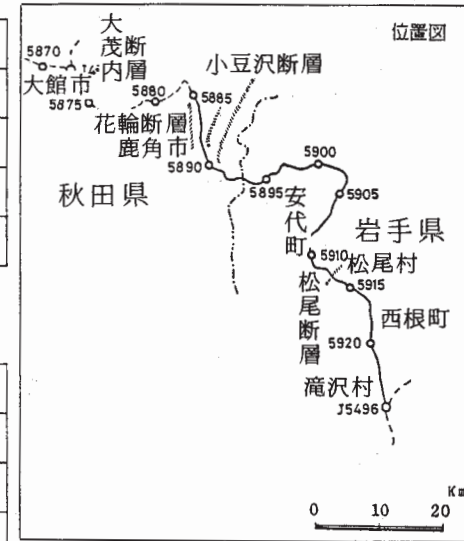 位置図
5870
大茂内断層
大館市
5875
5880
小豆沢断層
5885
花輪断層
鹿角市
5890
秋田県
5895
5900
5905
安代町
岩手県
5910
松尾村
5915
松尾断層
西根町
5920
滝沢村
J5496
Km
0 10 20